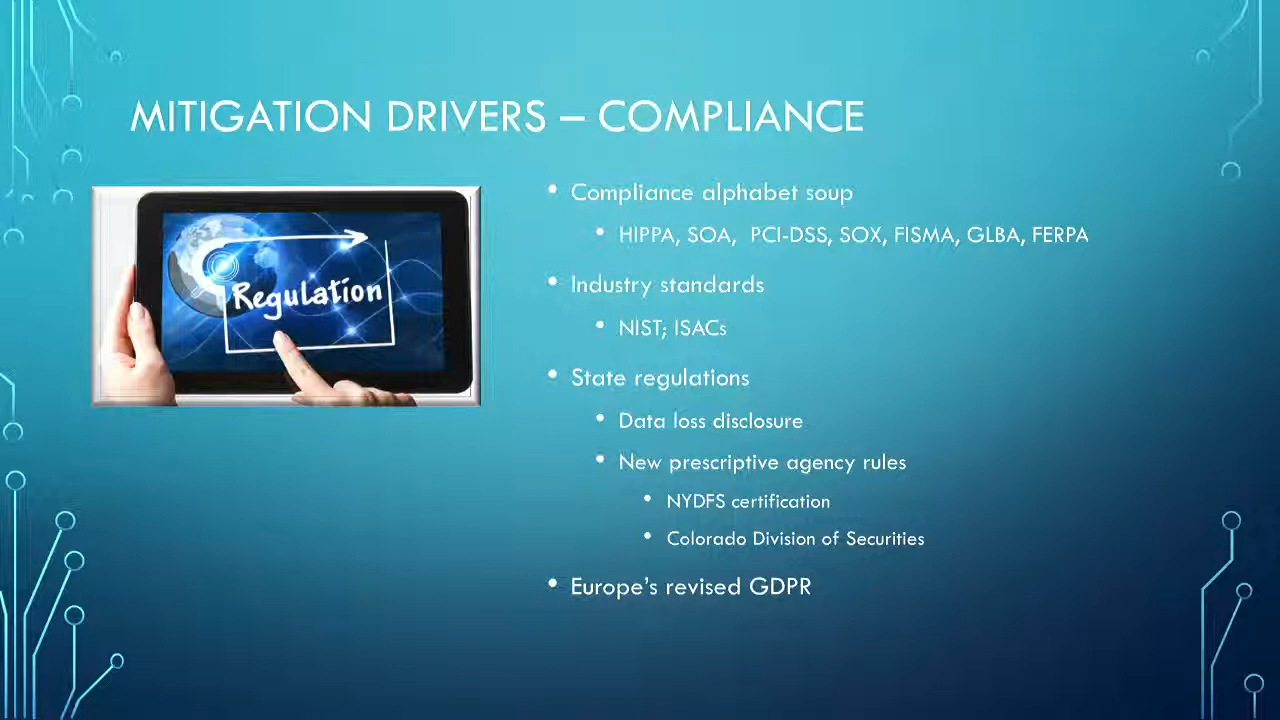 MITIGATION DRIVERS – COMPLIANCE
Regulation
• Compliance alphabet soup
• HIPPA, SOA, PCI-DSS, SOX, FISMA, GLBA, FERPA
• Industry standards
• NIST; ISACs
• State regulations
• Data loss disclosure
• New prescriptive agency rules
• NYDFS certification
• Colorado Division of Securities
• Europe's revised GDPR